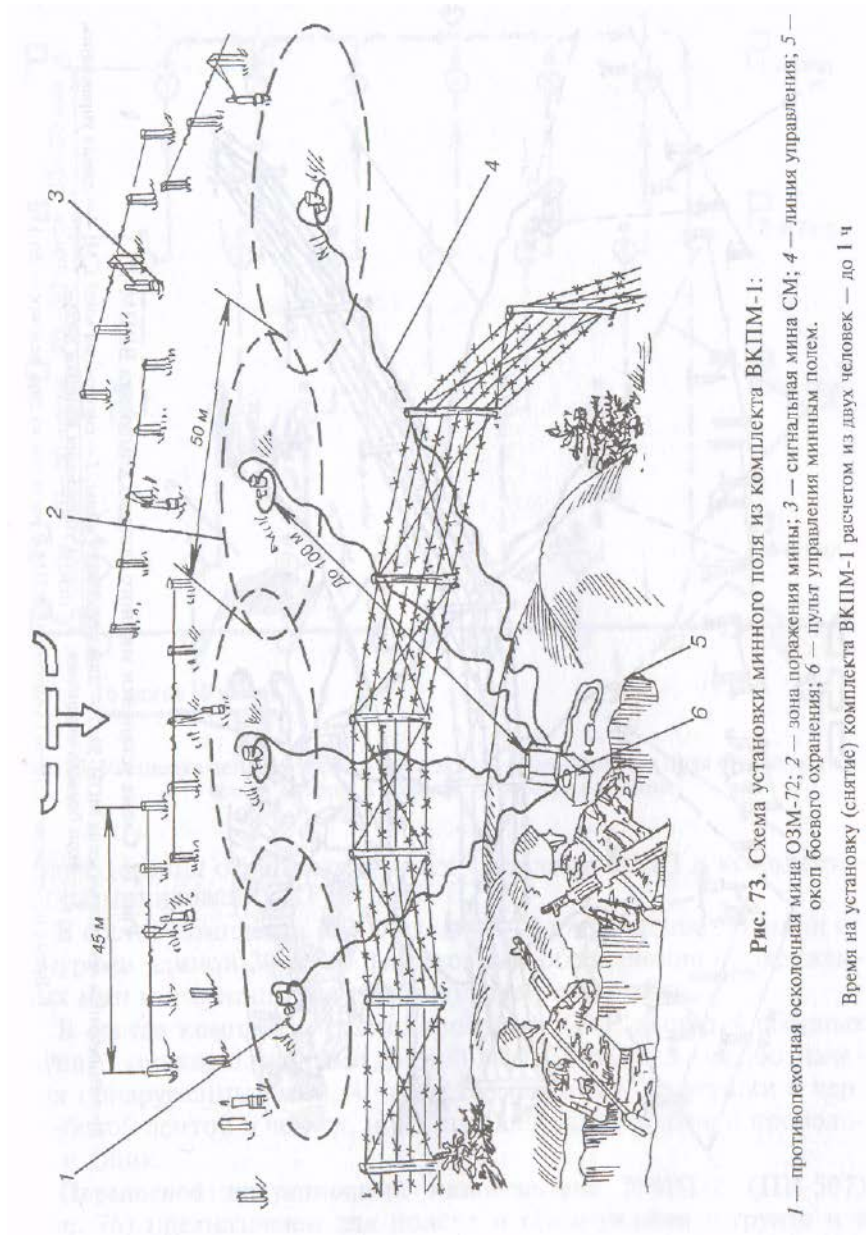 1
2
3
4
5
6
45 м
50 м
до 100 м
Рис. 73. Схема установки минного поля из комплекта ВКПМ-1:
1 — противопехотная осколочная мина ОЗМ-72; 2 — зона поражения мины; 3 — сигнальная мина СМ; 4 — линия управления; 5 —
окоп боевого охранения; 6 — пульт управления минным полем.
Время на установку (снятие) комплекта ВКПМ-1 расчетом из двух человек — до 1 ч